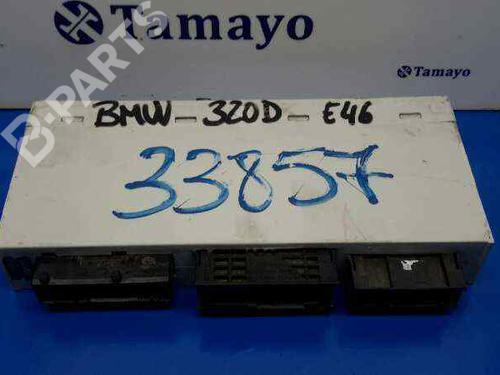 Tamayo
Tamayo
B-PARTS
BMW - 320D - E46
33857